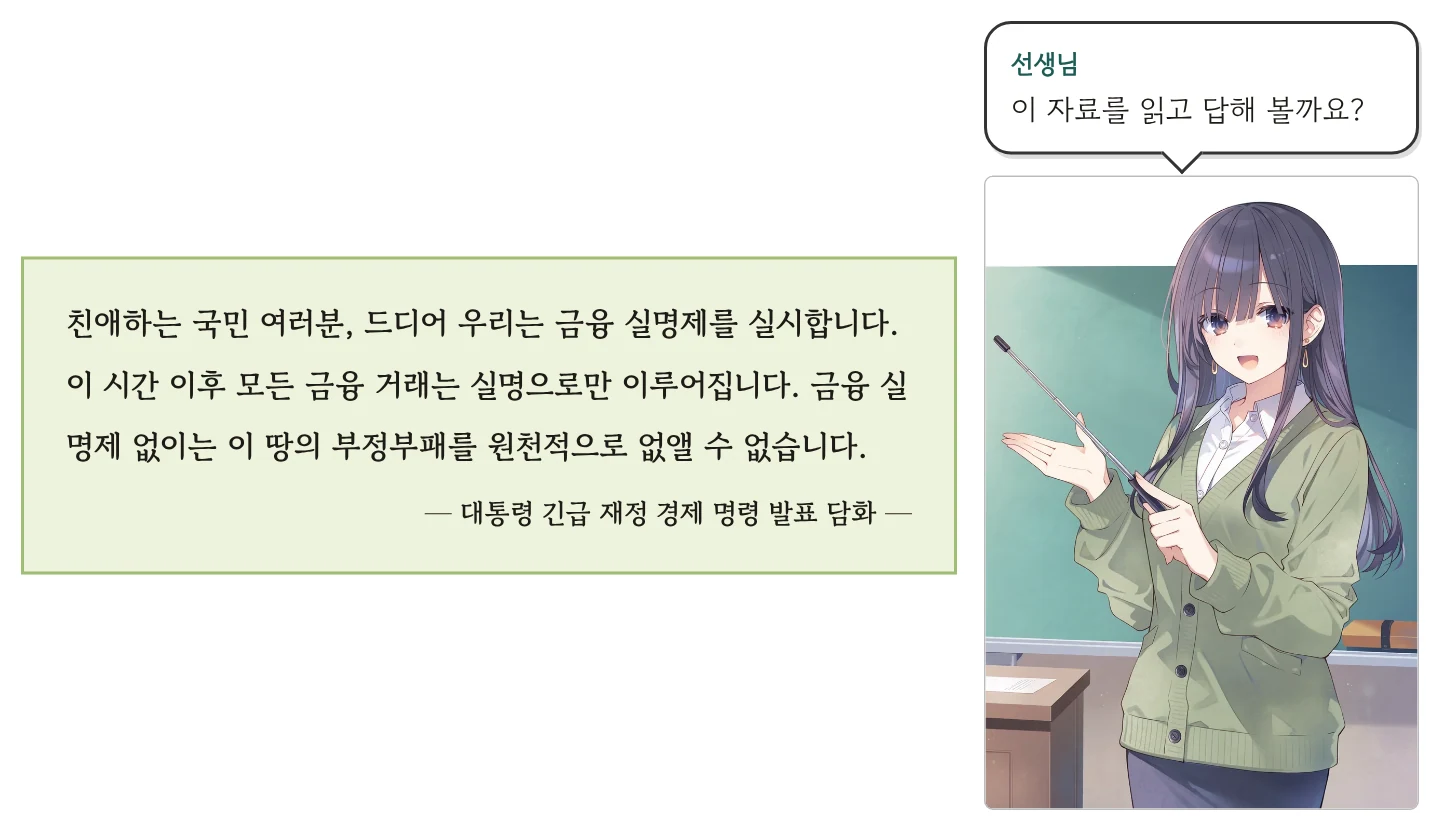 선생님
이 자료를 읽고 답해 볼까요?
친애하는 국민 여러분, 드디어 우리는 금융 실명제를 실시합니다.
이 시간 이후 모든 금융 거래는 실명으로만 이루어집니다. 금융 실
명제 없이는 이 땅의 부정부패를 원천적으로 없앨 수 없습니다.
— 대통령 긴급 재정 경제 명령 발표 담화 —